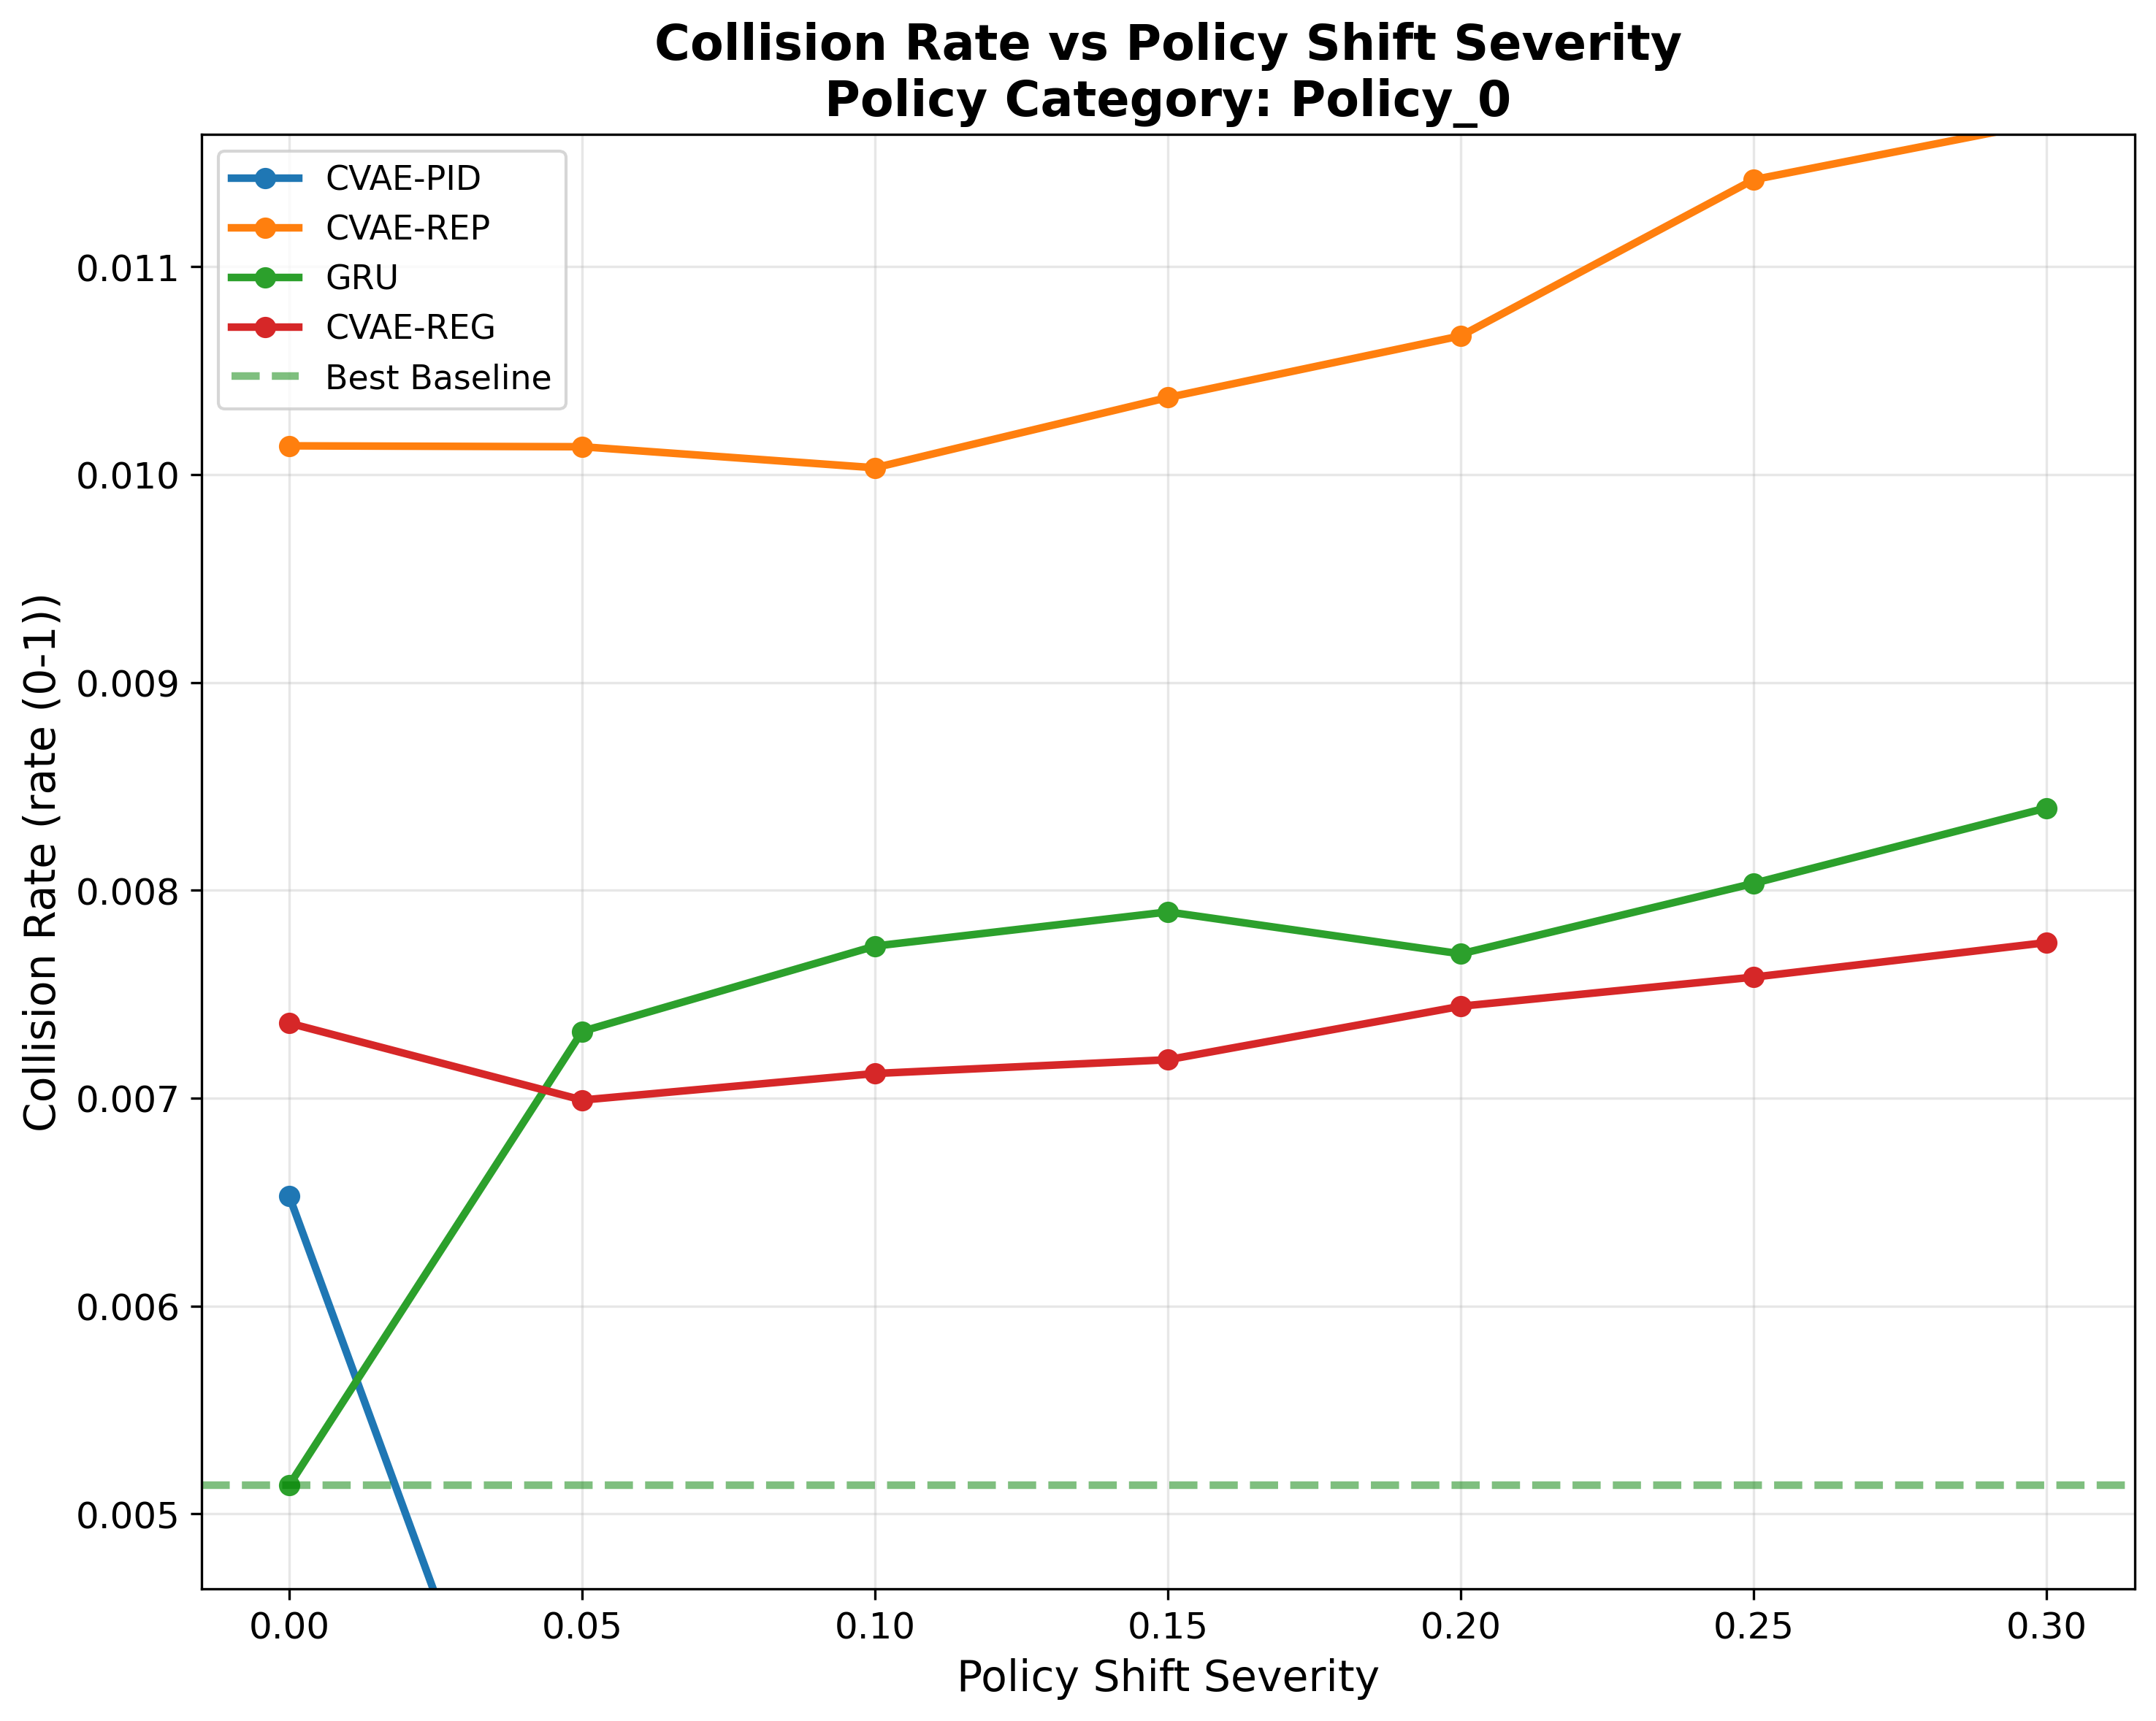 Collision Rate vs Policy Shift Severity
Policy Category: Policy_0
CVAE-PID
CVAE-REP
GRU
CVAE-REG
Best Baseline
Collision Rate (rate (0-1))
0.011
0.010
0.009
0.008
0.007
0.006
0.005
0.00 0.05 0.10 0.15 0.20 0.25 0.30
Policy Shift Severity